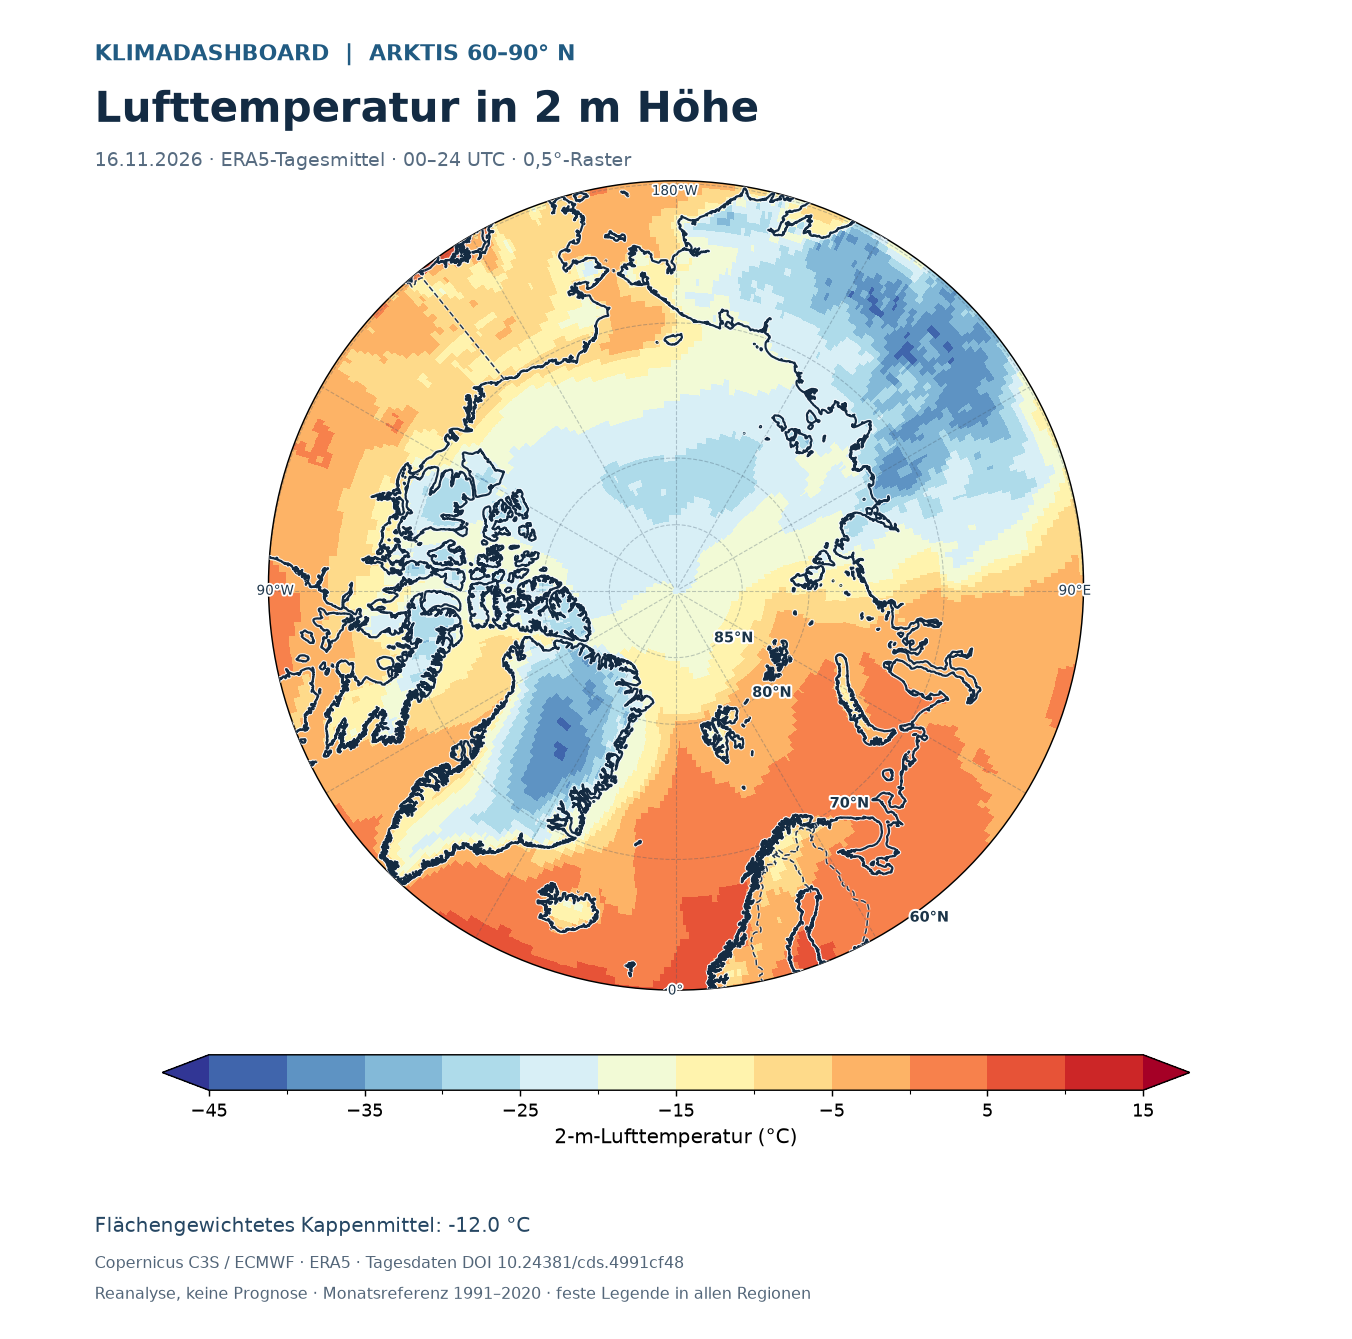 KLIMADASHBOARD | ARKTIS 60–90° N
Lufttemperatur in 2 m Höhe
16.11.2026 · ERA5-Tagesmittel · 00–24 UTC · 0,5°-Raster
180°W
90°W
90°E
85°N
80°N
70°N
60°N
0°
−45 −35 −25 −15 −5 5 15
2-m-Lufttemperatur (°C)
Flächengewichtetes Kappenmittel: -12.0 °C
Copernicus C3S / ECMWF · ERA5 · Tagesdaten DOI 10.24381/cds.4991cf48
Reanalyse, keine Prognose · Monatsreferenz 1991–2020 · feste Legende in allen Regionen